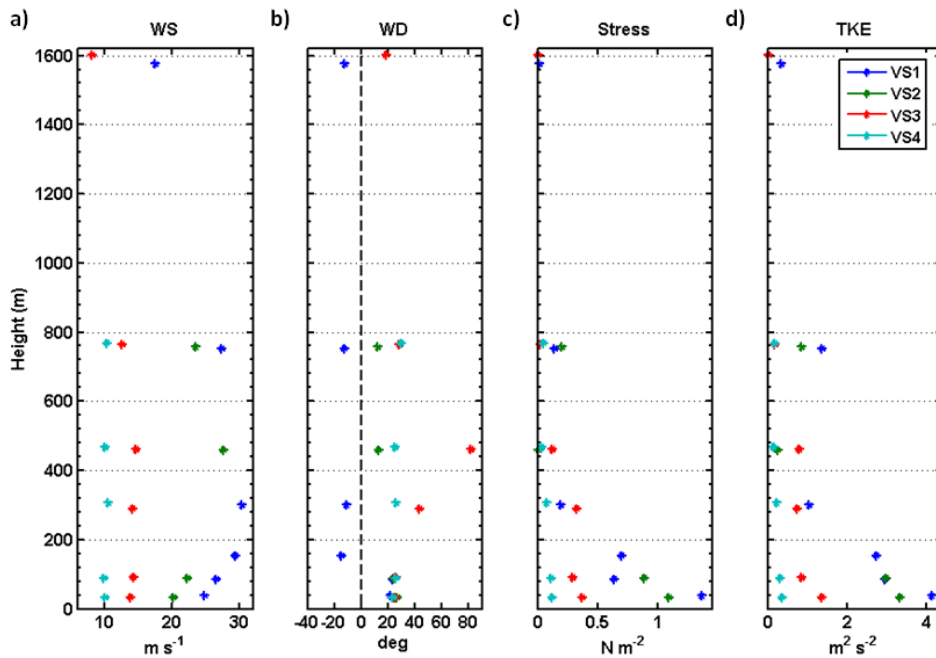 a) WS b) WD c) Stress d) TKE
1600
1400
1200
1000
800
600
400
200
0
Height (m)
VS1
VS2
VS3
VS4
10 20 30
-40 -20 0 20 40 60 80
0 0.5 1
0 2 4
m s⁻¹ deg N m⁻² m² s⁻²